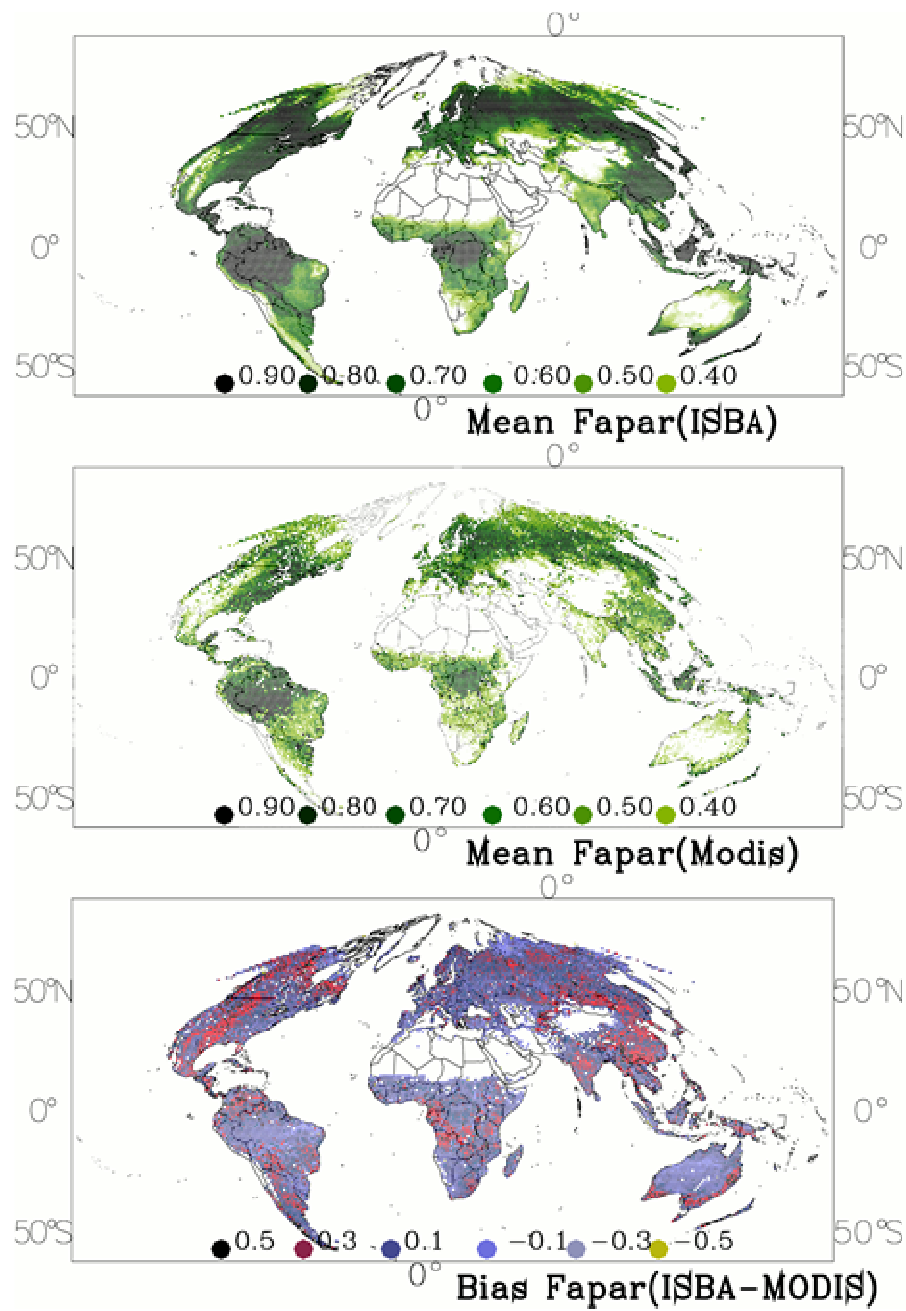 0°
50°N 50°N
0° 0°
50°S 50°S
0.90 0.80 0.70 0.60 0.50 0.40
0°
Mean Fapar(ISBA)
0°
50°N 50°N
0° 0°
50°S 50°S
0.90 0.80 0.70 0.60 0.50 0.40
0°
Mean Fapar(Modis)
0°
50°N 50°N
0° 0°
50°S 50°S
0.5 0.3 0.1 -0.1 -0.3 -0.5
0°
Bias Fapar(ISBA-MODIS)